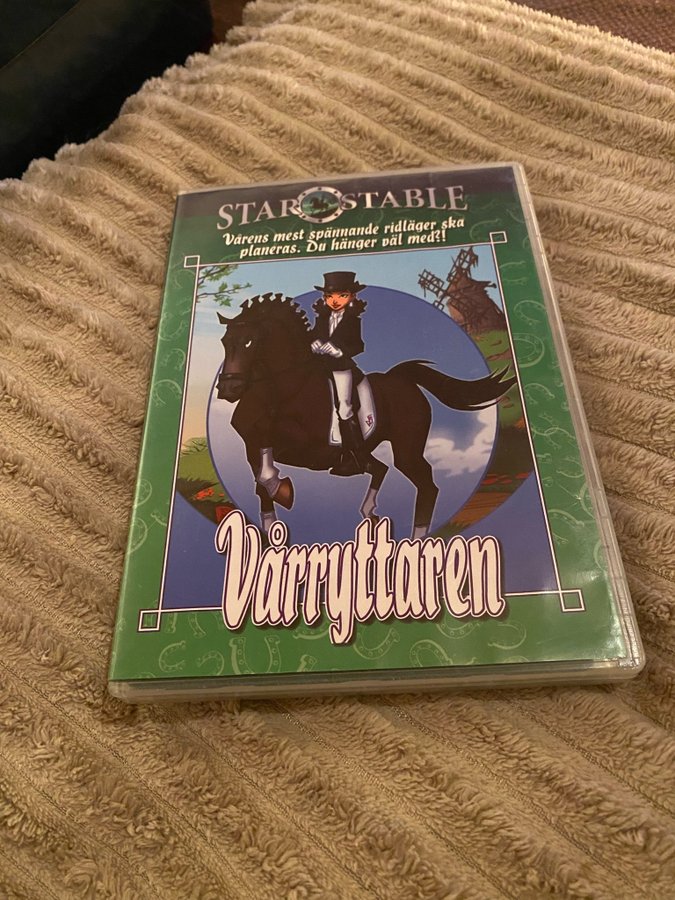 STAR STABLE
Vårens mest spännande ridläger ska
planeras. Du hänger väl med?!
Vårryttaren